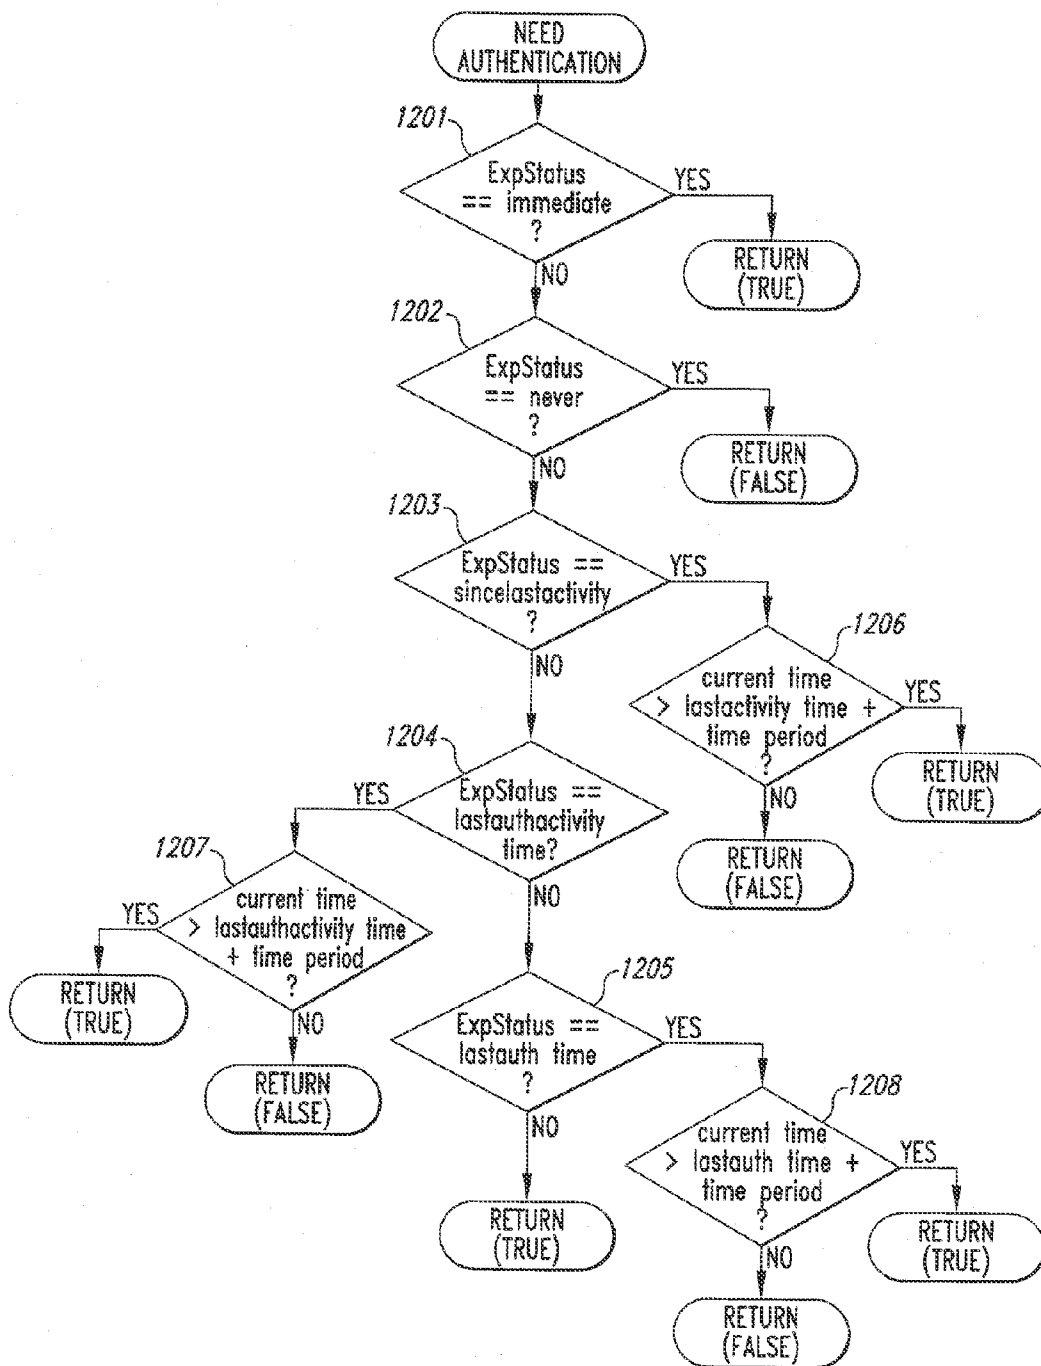 NEED
AUTHENTICATION
1201
ExpStatus
== immediate
?
YES
RETURN
(TRUE)
NO
1202
ExpStatus
== never
?
YES
RETURN
(FALSE)
NO
1203
ExpStatus ==
sincelastactivity
?
YES
NO
1206
current time
> lastactivity time +
time period
?
YES
RETURN
(TRUE)
NO
RETURN
(FALSE)
1204
ExpStatus ==
lastauthactivity
time?
YES
NO
1207
current time
> lastauthactivity time
+ time period
?
YES
RETURN
(TRUE)
NO
RETURN
(FALSE)
1205
ExpStatus ==
lastauth time
?
YES
NO
RETURN
(TRUE)
1208
current time
> lastauth time +
time period
?
YES
RETURN
(TRUE)
NO
RETURN
(FALSE)